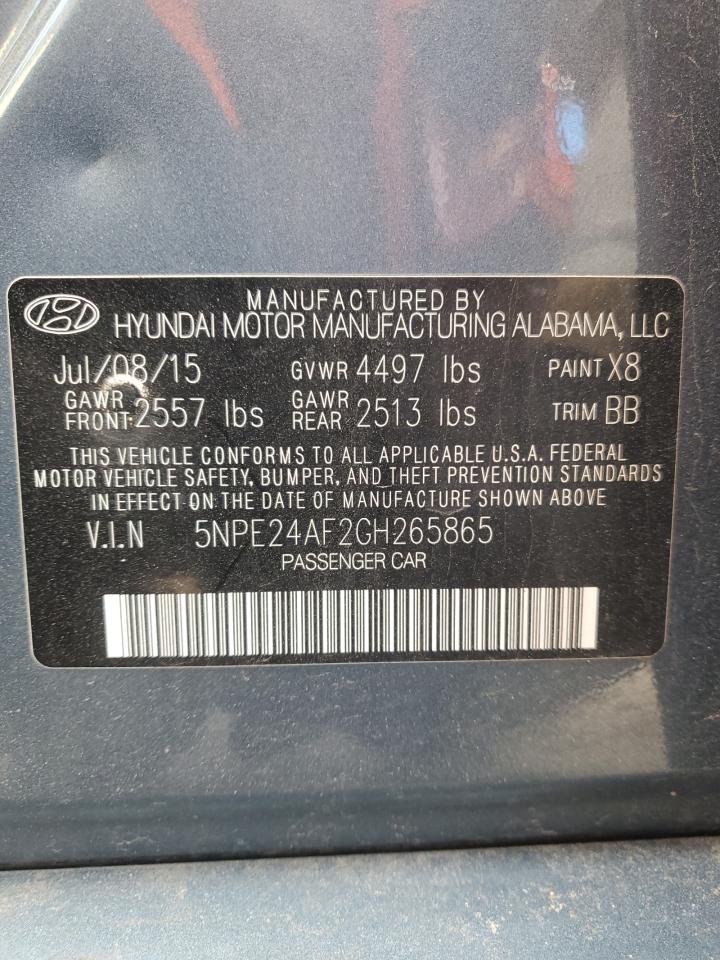 MANUFACTURED BY
HYUNDAI MOTOR MANUFACTURING ALABAMA, LLC
Jul/08/15 GVWR 4497 lbs PAINT X8
GAWR FRONT 2557 lbs GAWR REAR 2513 lbs TRIM BB
THIS VEHICLE CONFORMS TO ALL APPLICABLE U.S.A. FEDERAL
MOTOR VEHICLE SAFETY, BUMPER, AND THEFT PREVENTION STANDARDS
IN EFFECT ON THE DATE OF MANUFACTURE SHOWN ABOVE
V.I.N 5NPE24AF2GH265865
PASSENGER CAR